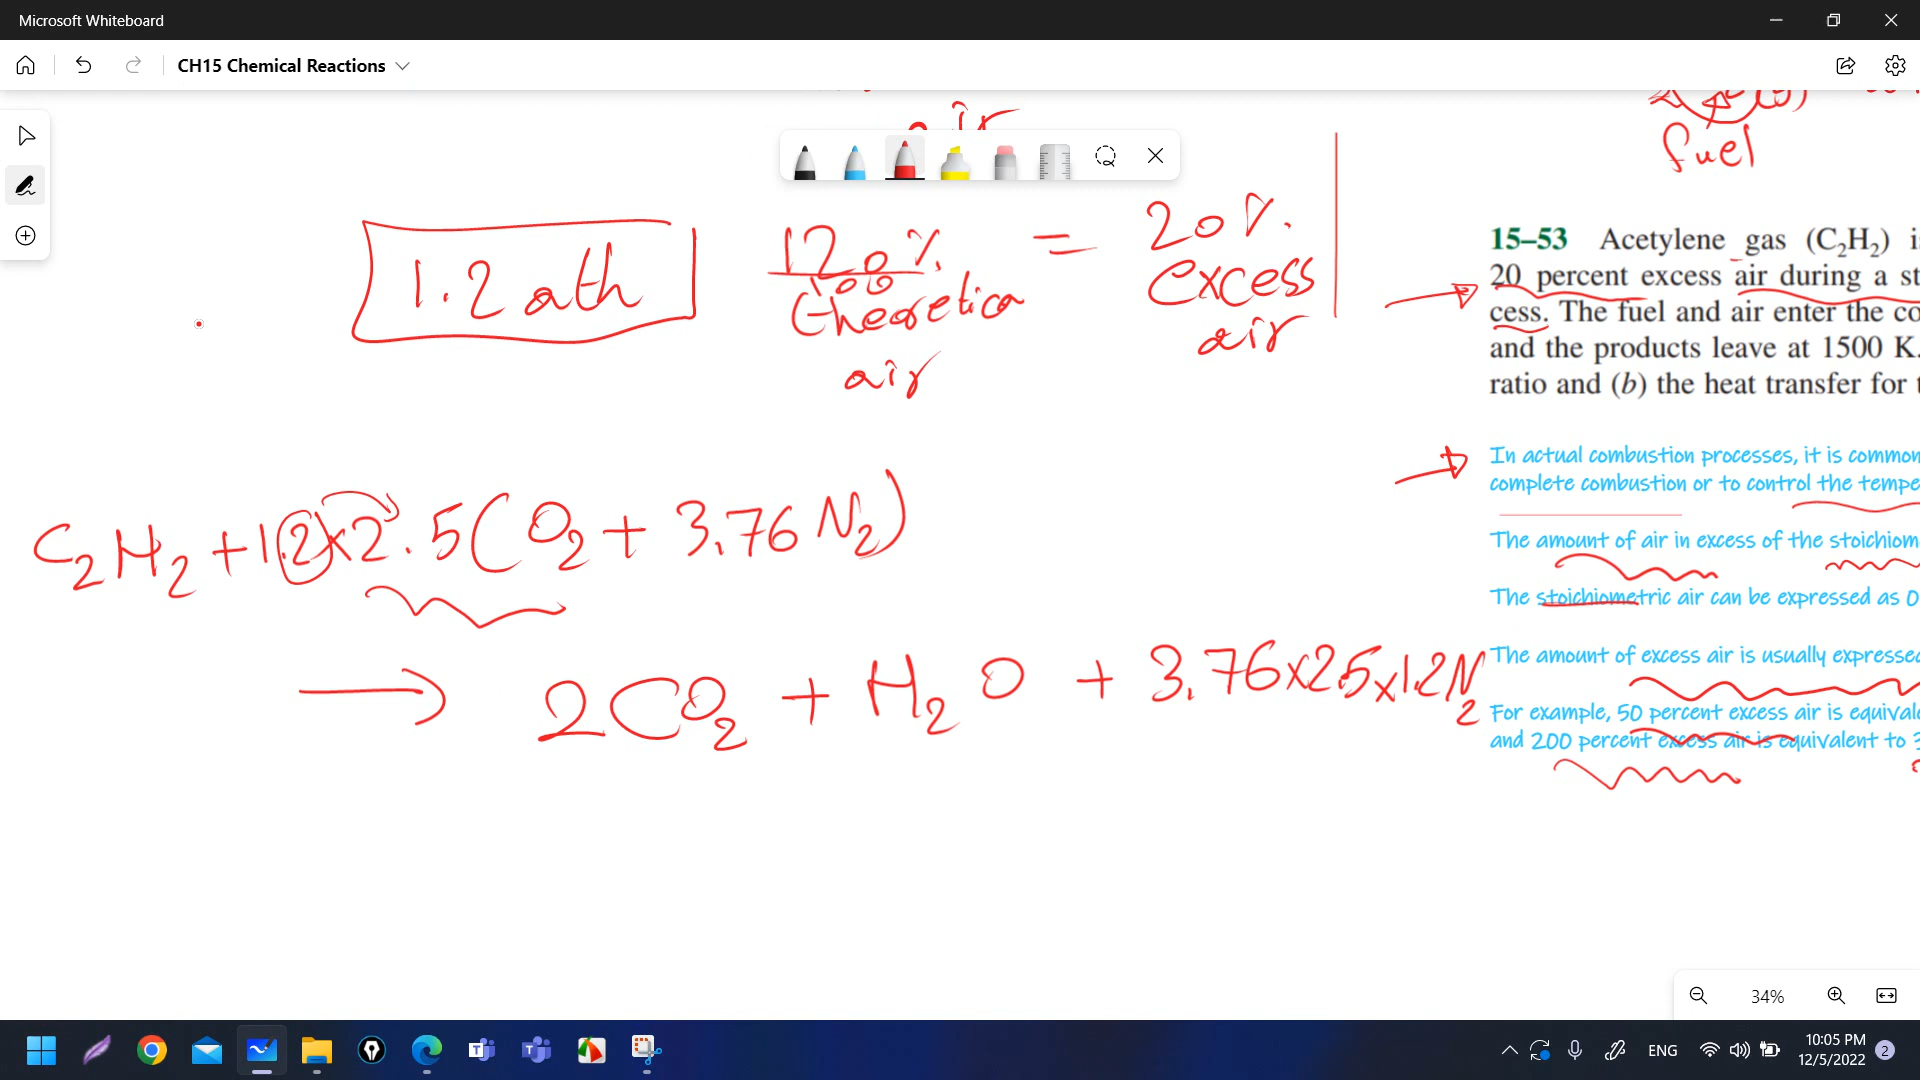 Microsoft Whiteboard
CH15 Chemical Reactions
air
fuel
1.2 ath
120%
100
theoretica
air
=
20%.
excess
air
15–53 Acetylene gas (C₂H₂) i
20 percent excess air during a st
cess. The fuel and air enter the co
and the products leave at 1500 K.
ratio and (b) the heat transfer for t
In actual combustion processes, it is common
complete combustion or to control the tempe
The amount of air in excess of the stoichiom
The stoichiometric air can be expressed as 0
The amount of excess air is usually expressed
For example, 50 percent excess air is equival
and 200 percent excess air is equivalent to 3
C₂H₂ + 1.2×2.5(O₂ + 3.76 N₂)
→ 2CO₂ + H₂O + 3.76×2.5×1.2N₂
34%
ENG
10:05 PM
12/5/2022
2